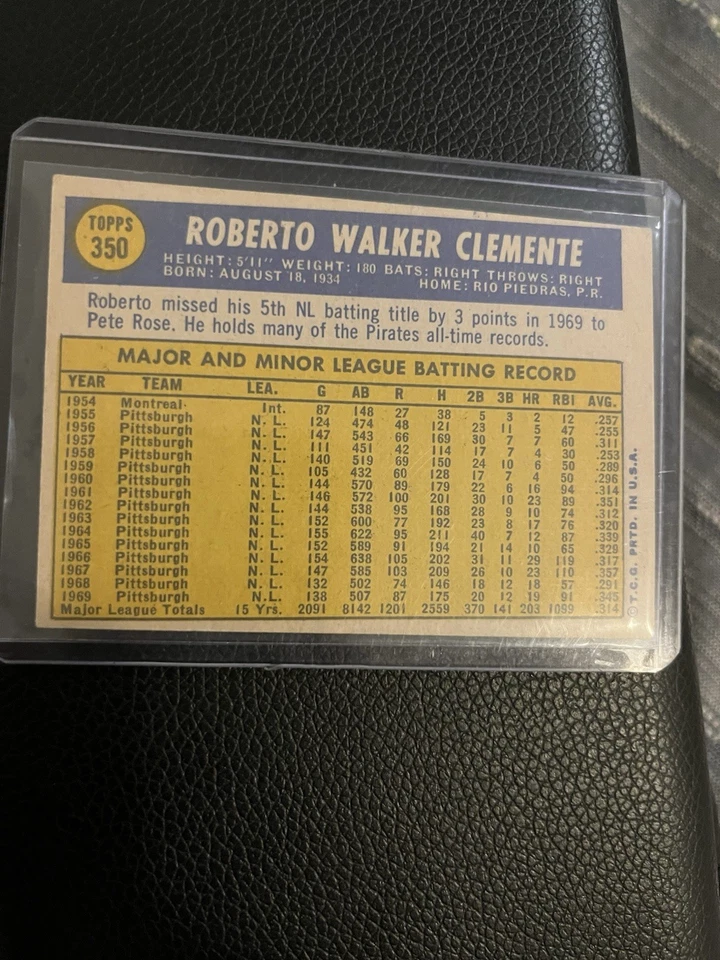 TOPPS
350
ROBERTO WALKER CLEMENTE
HEIGHT: 5'11" WEIGHT: 180 BATS: RIGHT THROWS: RIGHT
BORN: AUGUST 18, 1934 HOME: RIO PIEDRAS, P.R.
Roberto missed his 5th NL batting title by 3 points in 1969 to
Pete Rose. He holds many of the Pirates all-time records.
MAJOR AND MINOR LEAGUE BATTING RECORD
YEAR TEAM LEA. G AB R H 2B 3B HR RBI AVG.
1954 Montreal Int. 87 148 27 38 5 3 2 12 .257
1955 Pittsburgh N. L. 124 474 48 121 23 11 5 47 .255
1956 Pittsburgh N. L. 147 543 66 169 30 7 7 60 .311
1957 Pittsburgh N. L. 111 451 42 114 17 7 4 30 .253
1958 Pittsburgh N. L. 140 519 69 150 24 10 6 50 .289
1959 Pittsburgh N. L. 105 432 60 128 17 7 4 50 .296
1960 Pittsburgh N. L. 144 570 89 179 22 6 16 94 .314
1961 Pittsburgh N. L. 146 572 100 201 30 10 23 89 .351
1962 Pittsburgh N. L. 144 538 95 168 28 9 10 74 .312
1963 Pittsburgh N. L. 152 600 77 192 23 8 17 76 .320
1964 Pittsburgh N. L. 155 622 95 211 40 7 12 87 .339
1965 Pittsburgh N. L. 152 589 91 194 21 14 10 65 .329
1966 Pittsburgh N. L. 154 638 105 202 31 11 29 119 .317
1967 Pittsburgh N. L. 147 585 103 209 26 10 23 110 .357
1968 Pittsburgh N. L. 132 502 74 146 18 12 18 57 .291
1969 Pittsburgh N. L. 138 507 87 175 20 12 19 91 .345
Major League Totals 15 Yrs. 2091 8142 1201 2559 370 141 203 1069 .314
©T.C.G. PRTD. IN U.S.A.